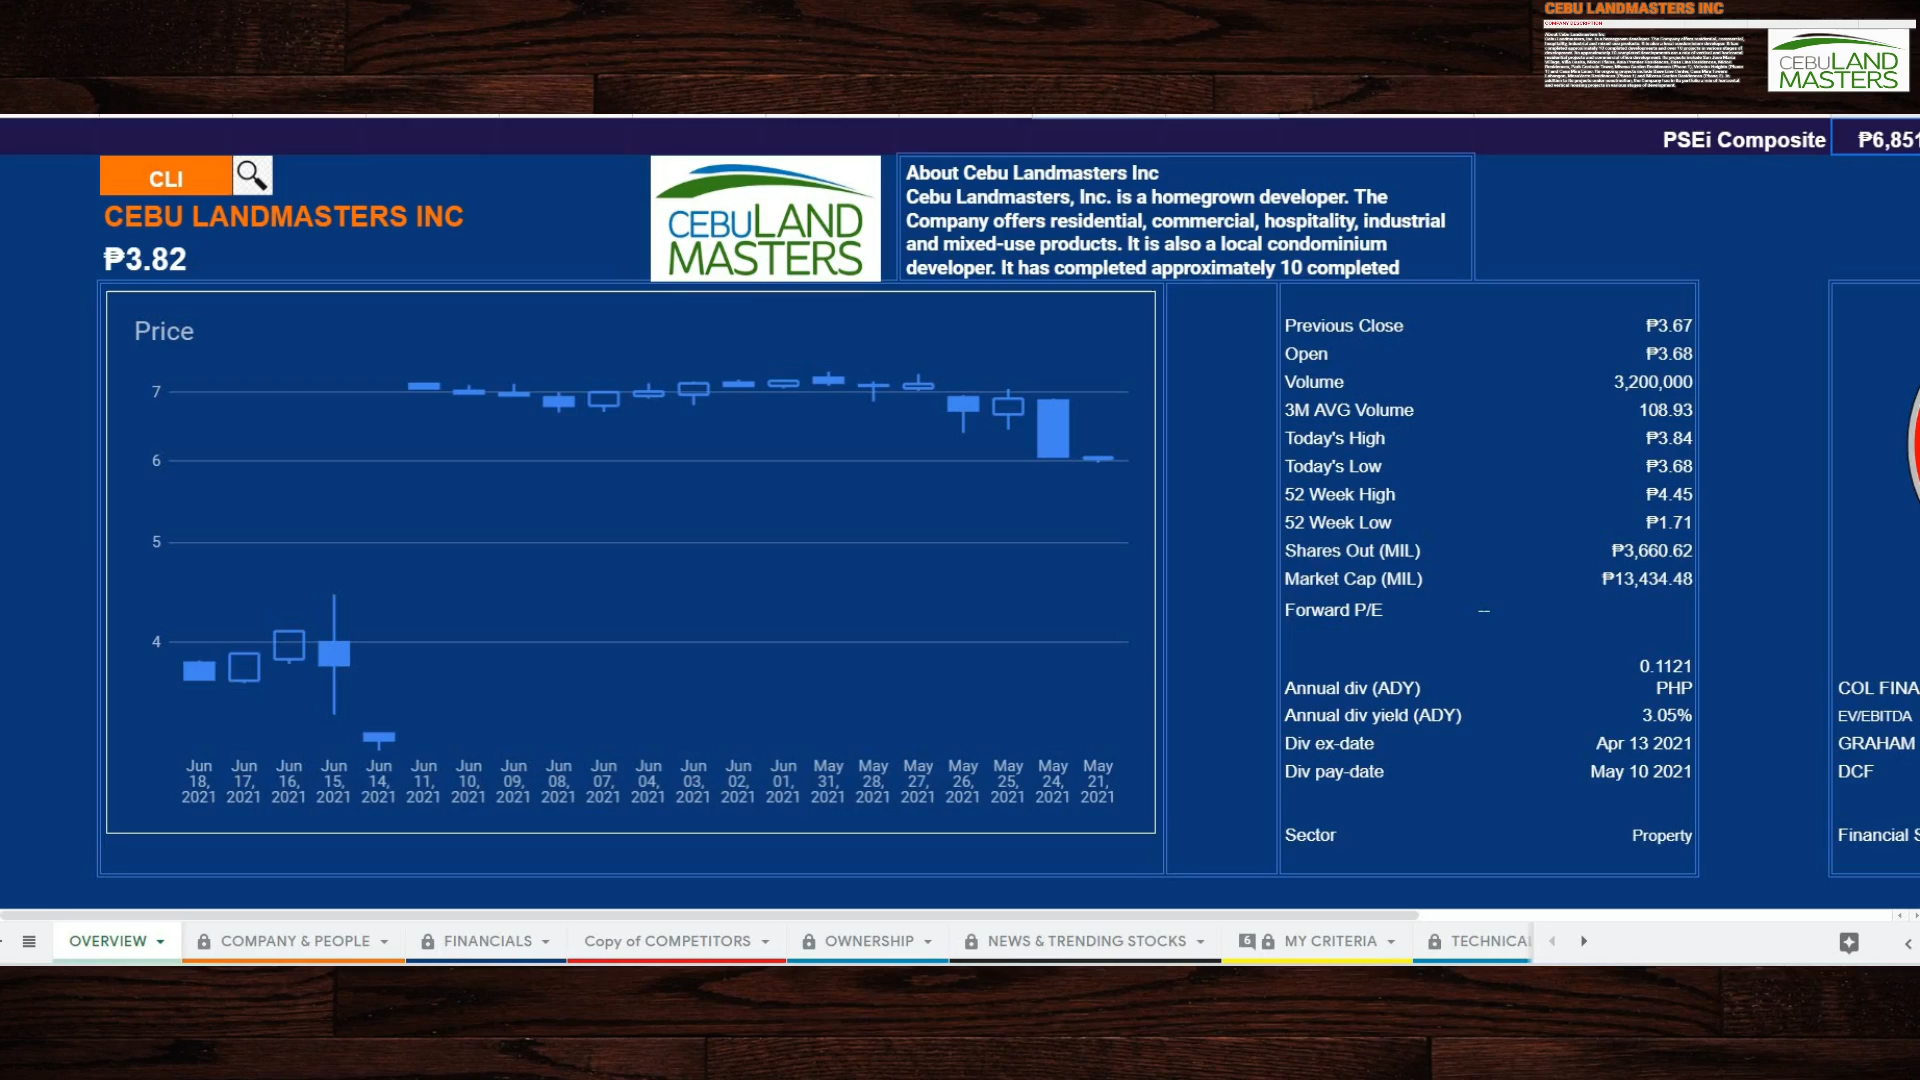 CEBU LANDMASTERS INC
COMPANY DESCRIPTION
About Cebu Landmasters Inc
CEBULAND
MASTERS
PSEi Composite ₱6,851
CLI
CEBU LANDMASTERS INC
₱3.82
CEBULAND
MASTERS
About Cebu Landmasters Inc
Cebu Landmasters, Inc. is a homegrown developer. The
Company offers residential, commercial, hospitality, industrial
and mixed-use products. It is also a local condominium
developer. It has completed approximately 10 completed
Price
7
6
5
4
Jun 18, 2021
Jun 17, 2021
Jun 16, 2021
Jun 15, 2021
Jun 14, 2021
Jun 11, 2021
Jun 10, 2021
Jun 09, 2021
Jun 08, 2021
Jun 07, 2021
Jun 04, 2021
Jun 03, 2021
Jun 02, 2021
Jun 01, 2021
May 31, 2021
May 28, 2021
May 27, 2021
May 26, 2021
May 25, 2021
May 24, 2021
May 21, 2021
Previous Close ₱3.67
Open ₱3.68
Volume 3,200,000
3M AVG Volume 108.93
Today's High ₱3.84
Today's Low ₱3.68
52 Week High ₱4.45
52 Week Low ₱1.71
Shares Out (MIL) ₱3,660.62
Market Cap (MIL) ₱13,434.48
Forward P/E --
0.1121
Annual div (ADY) PHP
Annual div yield (ADY) 3.05%
Div ex-date Apr 13 2021
Div pay-date May 10 2021
Sector Property
COL FINA
EV/EBITDA
GRAHAM
DCF
Financial S
OVERVIEW
COMPANY & PEOPLE
FINANCIALS
Copy of COMPETITORS
OWNERSHIP
NEWS & TRENDING STOCKS
6 MY CRITERIA
TECHNICAL